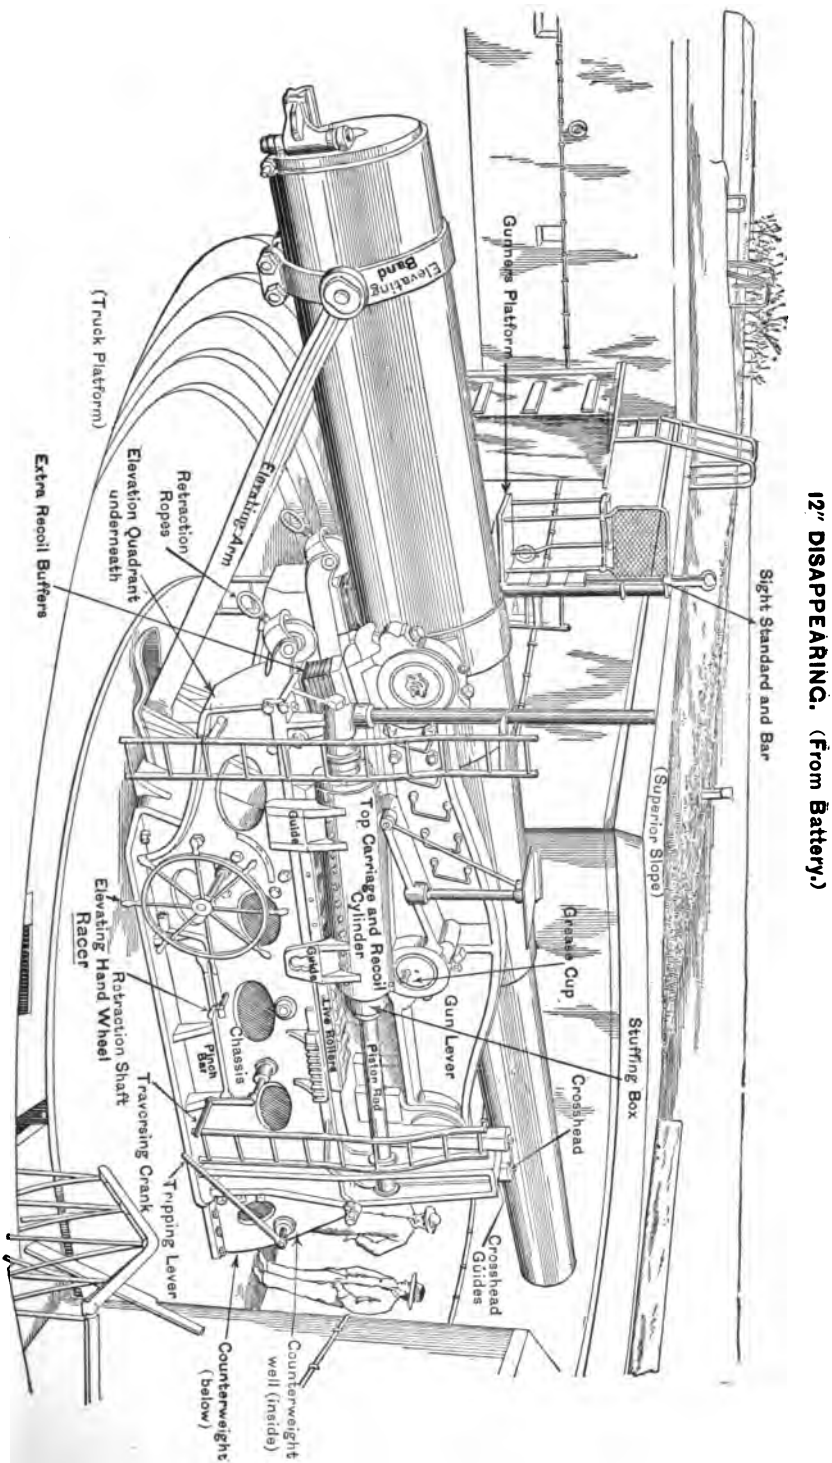 12" DISAPPEARING. (From Battery.)
Sight Standard and Bar
(Superior Slope)
Gunners Platform
Elevating
Band
(Truck Platform)
Elevating Arm
Retraction
Ropes
Elevation Quadrant
underneath
Extra Recoil Buffers
Grease Cup
Stuffing Box
Crosshead
Crosshead
Guides
Gun Lever
Top Carriage and Recoil
Cylinder
Guide
Guide
Piston Rod
Live Rollers
Chassis
Pinch
Bar
Elevating Hand Wheel
Racer
Retraction Shaft
Traversing Crank
Tripping Lever
Counterweight
well (inside)
Counterweight
(below)